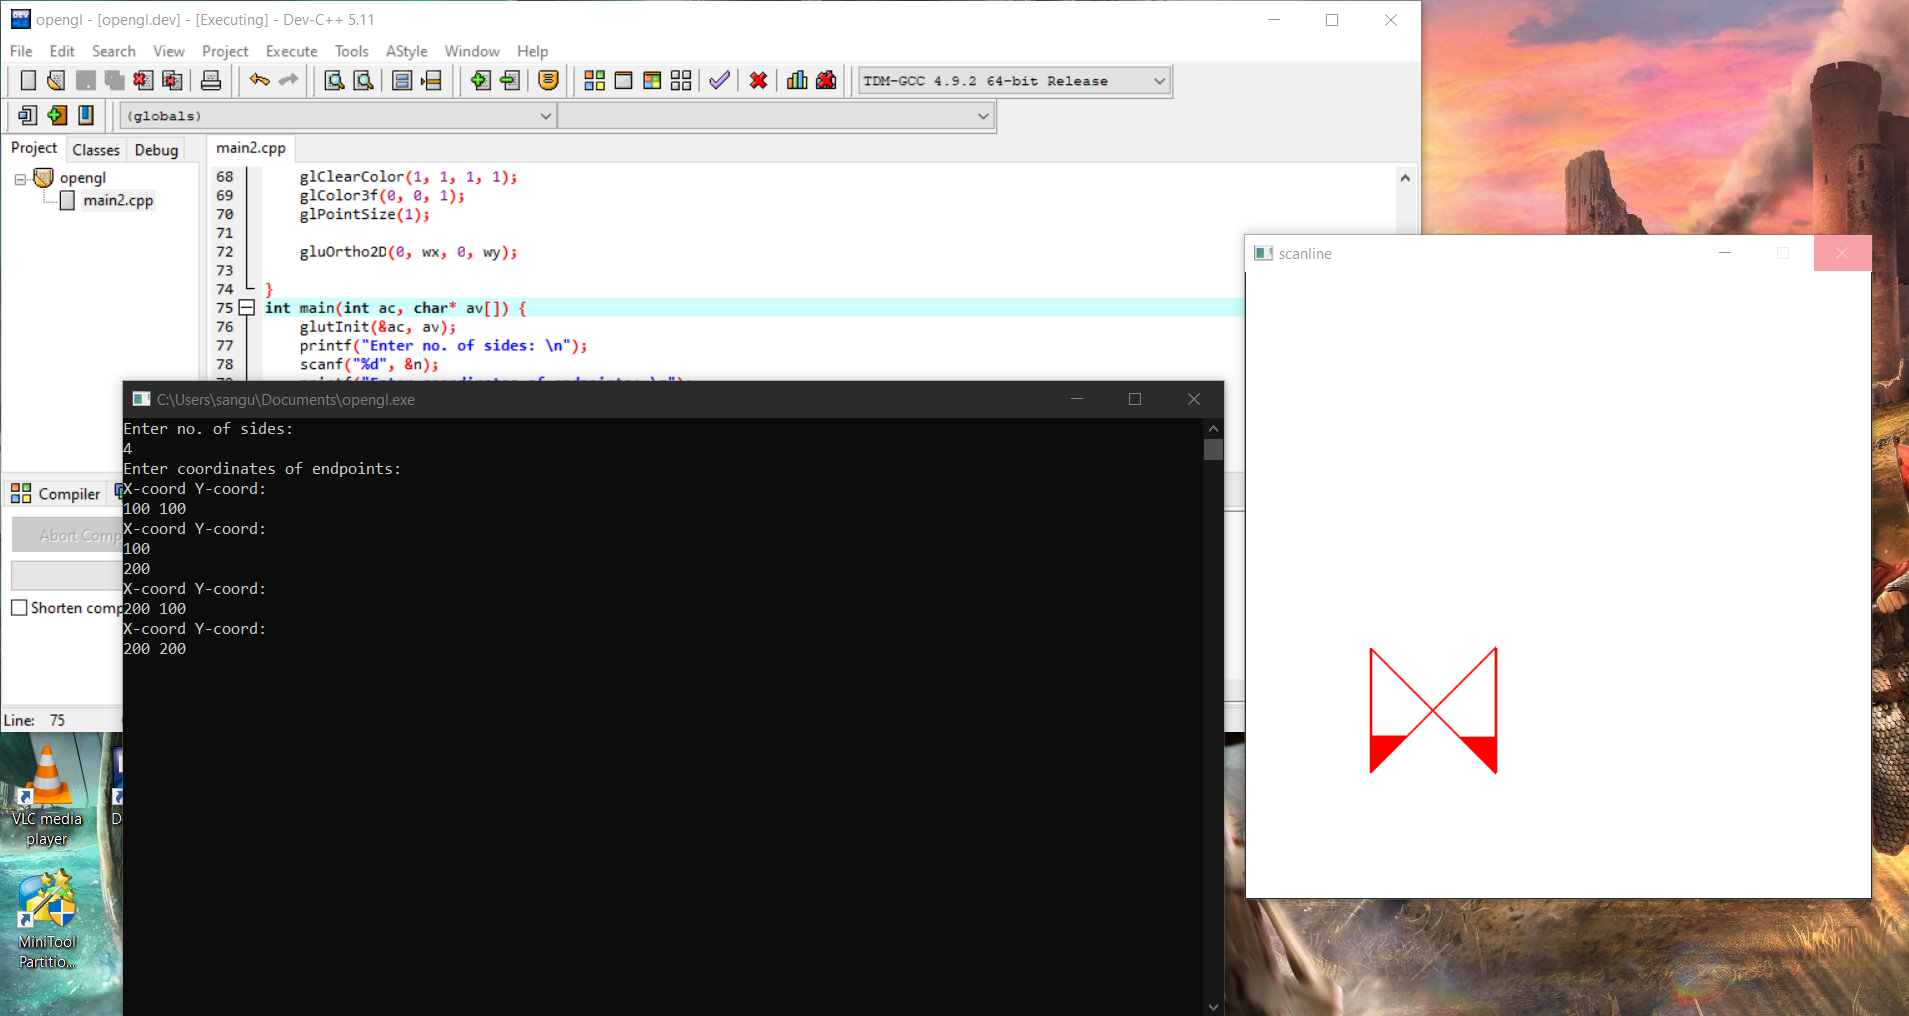 opengl - [opengl.dev] - [Executing] - Dev-C++ 5.11
File Edit Search View Project Execute Tools AStyle Window Help
TDM-GCC 4.9.2 64-bit Release
(globals)
Project Classes Debug
main2.cpp
opengl
main2.cpp
68 glClearColor(1, 1, 1, 1);
69 glColor3f(0, 0, 1);
70 glPointSize(1);
71
72 gluOrtho2D(0, wx, 0, wy);
73
74 }
75 int main(int ac, char* av[]) {
76 glutInit(&ac, av);
77 printf("Enter no. of sides: \n");
78 scanf("%d", &n);
Compiler
Abort Comp
Shorten comp
Line: 75
C:\Users\sangu\Documents\opengl.exe
Enter no. of sides:
4
Enter coordinates of endpoints:
X-coord Y-coord:
100 100
X-coord Y-coord:
100
200
X-coord Y-coord:
200 100
X-coord Y-coord:
200 200
scanline
VLC media
player
D
MiniTool
Partitio...